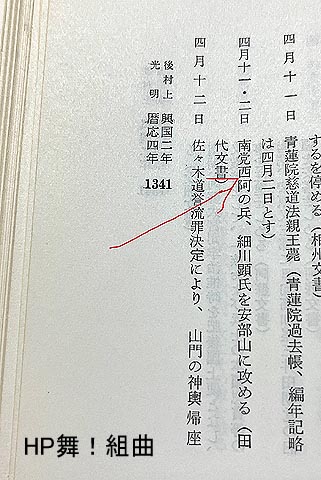 するを停める（相州文書）
四月十一日　青蓮院慈道法親王薨（青蓮院過去帳、編年記略
は四月二日とす）
四月十一・二日　南党西阿の兵、細川顕氏を安部山に攻める（田
代文書）
四月十二日　佐々木道誉流罪決定により、山門の神輿帰座
後村上　興国二年
光明　暦応四年　1341
HP舞！組曲